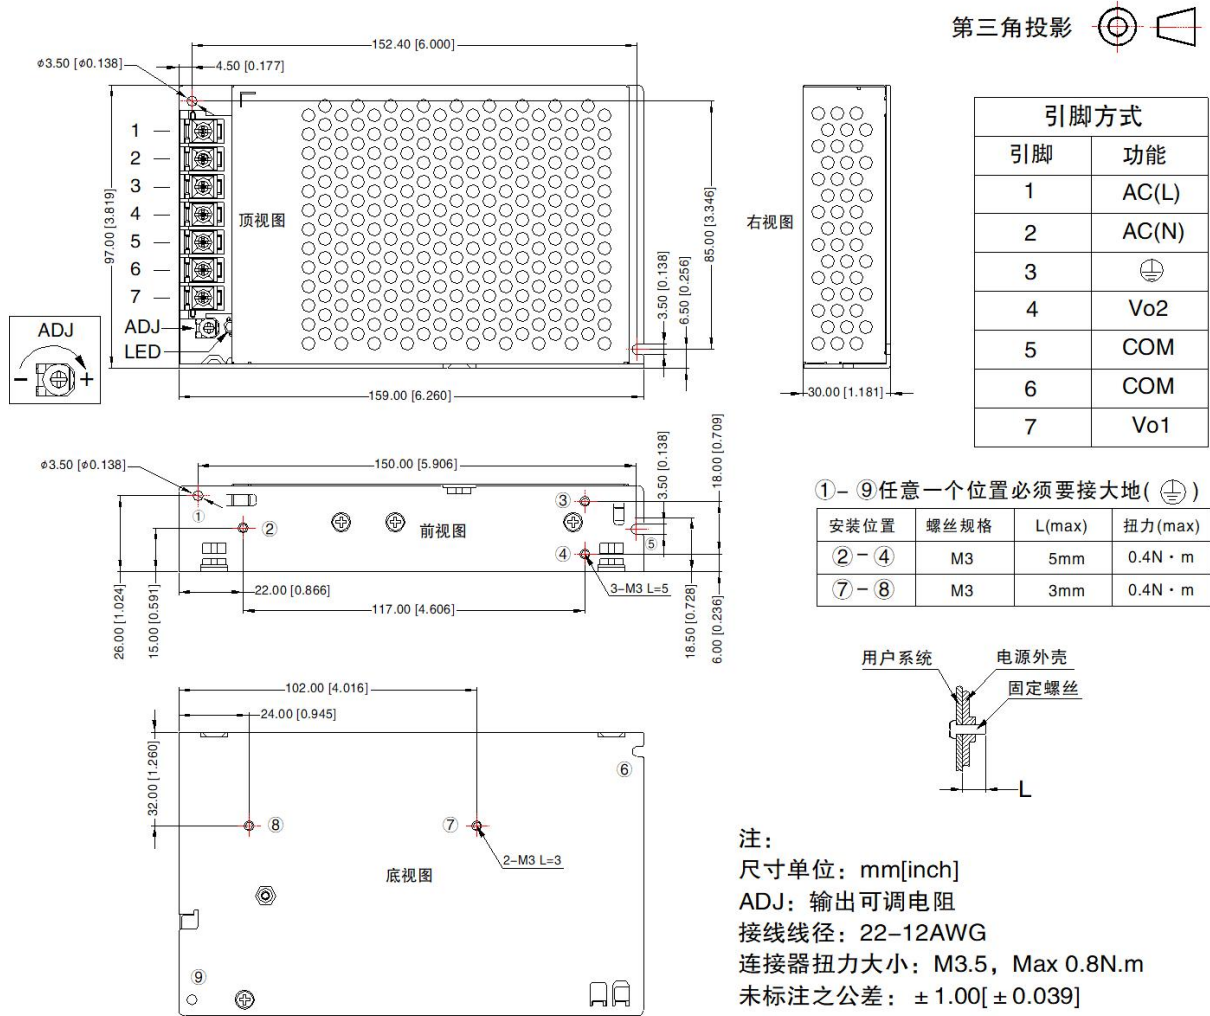 第三角投影
152.40 [6.000]
ø3.50 [ø0.138]
4.50 [0.177]
1
2
3
4
5
6
7
ADJ
LED
97.00 [3.819]
顶视图
85.00 [3.346]
3.50 [0.138]
6.50 [0.256]
159.00 [6.260]
ADJ
- +
右视图
30.00 [1.181]
引脚方式
引脚 功能
1 AC(L)
2 AC(N)
3
4 Vo2
5 COM
6 COM
7 Vo1
ø3.50 [ø0.138]
150.00 [5.906]
3.50 [0.138]
18.00 [0.709]
①
②
③
④
⑤
前视图
3-M3 L=5
22.00 [0.866]
117.00 [4.606]
26.00 [1.024]
15.00 [0.591]
18.50 [0.728]
6.00 [0.236]
①-⑨任意一个位置必须要接大地( )
安装位置 螺丝规格 L(max) 扭力(max)
②-④ M3 5mm 0.4N·m
⑦-⑧ M3 3mm 0.4N·m
用户系统
电源外壳
固定螺丝
L
102.00 [4.016]
24.00 [0.945]
32.00 [1.260]
⑥
⑧
⑦
2-M3 L=3
底视图
⑨
注：
尺寸单位：mm[inch]
ADJ：输出可调电阻
接线线径：22-12AWG
连接器扭力大小：M3.5，Max 0.8N.m
未标注之公差：±1.00[±0.039]